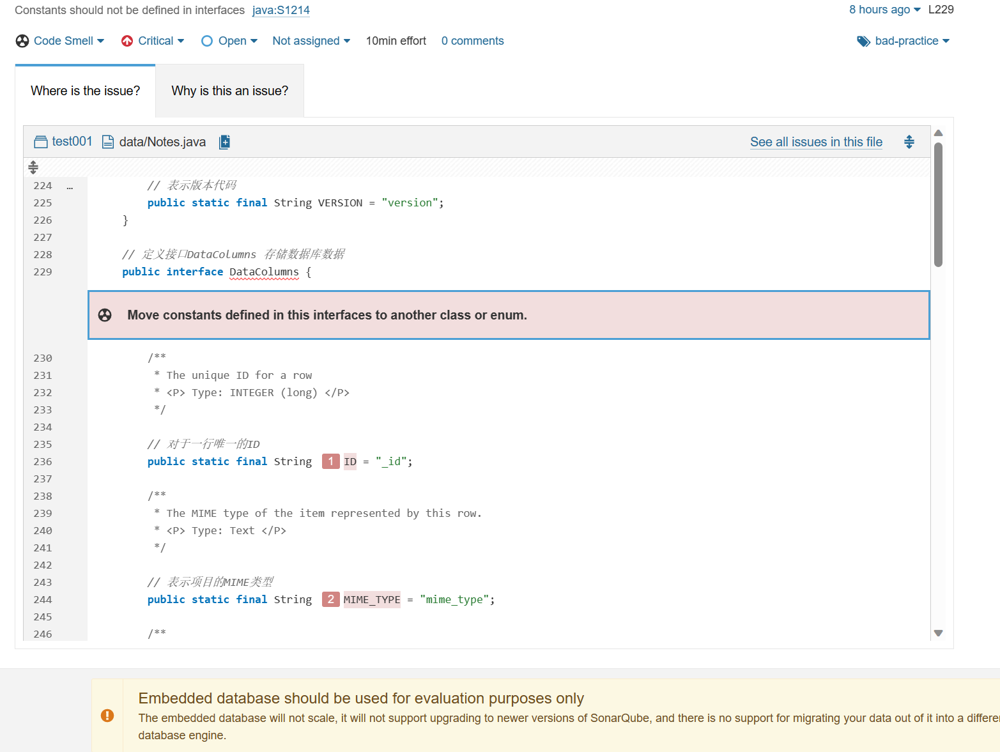 Constants should not be defined in interfaces java:S1214
8 hours ago L229
Code Smell Critical Open Not assigned 10min effort 0 comments
bad-practice
Where is the issue? Why is this an issue?
test001 data/Notes.java See all issues in this file
224 … // 表示版本代码
225 public static final String VERSION = "version";
226 }
227
228 // 定义接口DataColumns 存储数据库数据
229 public interface DataColumns {
Move constants defined in this interfaces to another class or enum.
230 /**
231 * The unique ID for a row
232 * <P> Type: INTEGER (long) </P>
233 */
234
235 // 对于一行唯一的ID
236 public static final String 1 ID = "_id";
237
238 /**
239 * The MIME type of the item represented by this row.
240 * <P> Type: Text </P>
241 */
242
243 // 表示项目的MIME类型
244 public static final String 2 MIME_TYPE = "mime_type";
245
246 /**
Embedded database should be used for evaluation purposes only
The embedded database will not scale, it will not support upgrading to newer versions of SonarQube, and there is no support for migrating your data out of it into a
database engine.